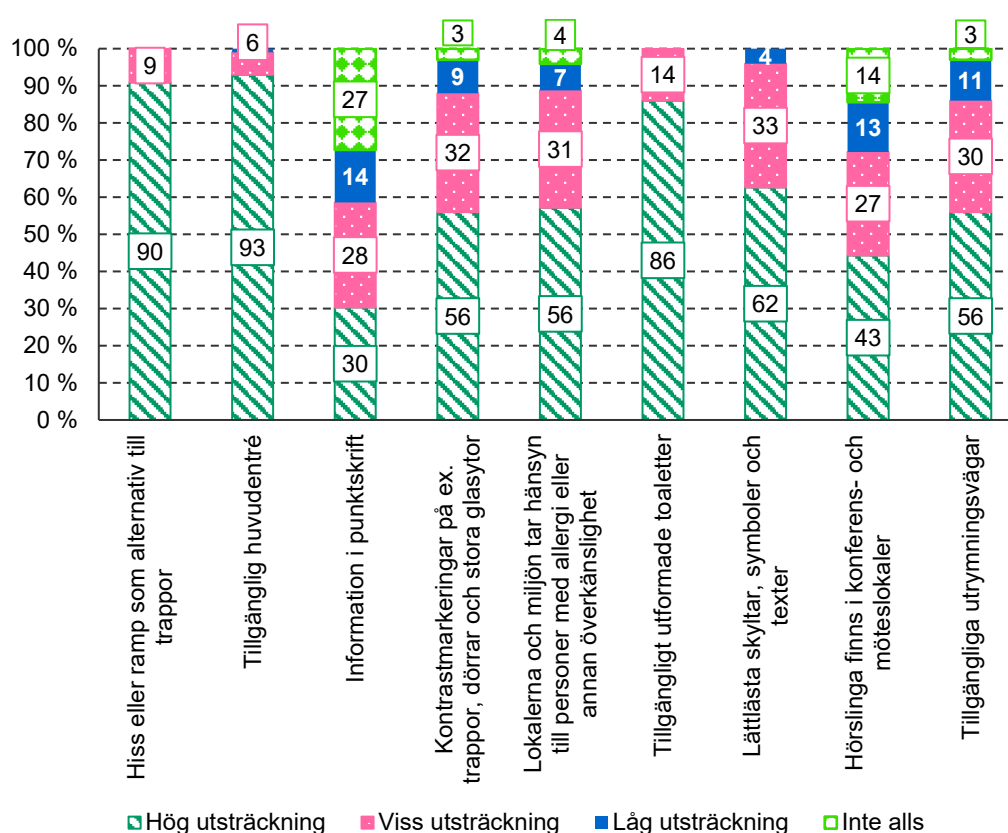 3
4
3
100 %
9
6
27
9
7
14
4
14
11
90 %
80 %
14
32
31
33
13
30
70 %
28
27
60 %
50 %
90
93
86
40 %
30
56
56
62
43
56
30 %
20 %
10 %
0 %
Hiss eller ramp som alternativ till
trappor
Tillgänglig huvudentré
Information i punktskrift
Kontrastmarkeringar på ex.
trappor, dörrar och stora glasytor
Lokalerna och miljön tar hänsyn
till personer med allergi eller
annan överkänslighet
Tillgängligt utformade toaletter
Lättlästa skyltar, symboler och
texter
Hörslinga finns i konferens- och
möteslokaler
Tillgängliga utrymningsvägar
Hög utsträckning
Viss utsträckning
Låg utsträckning
Inte alls